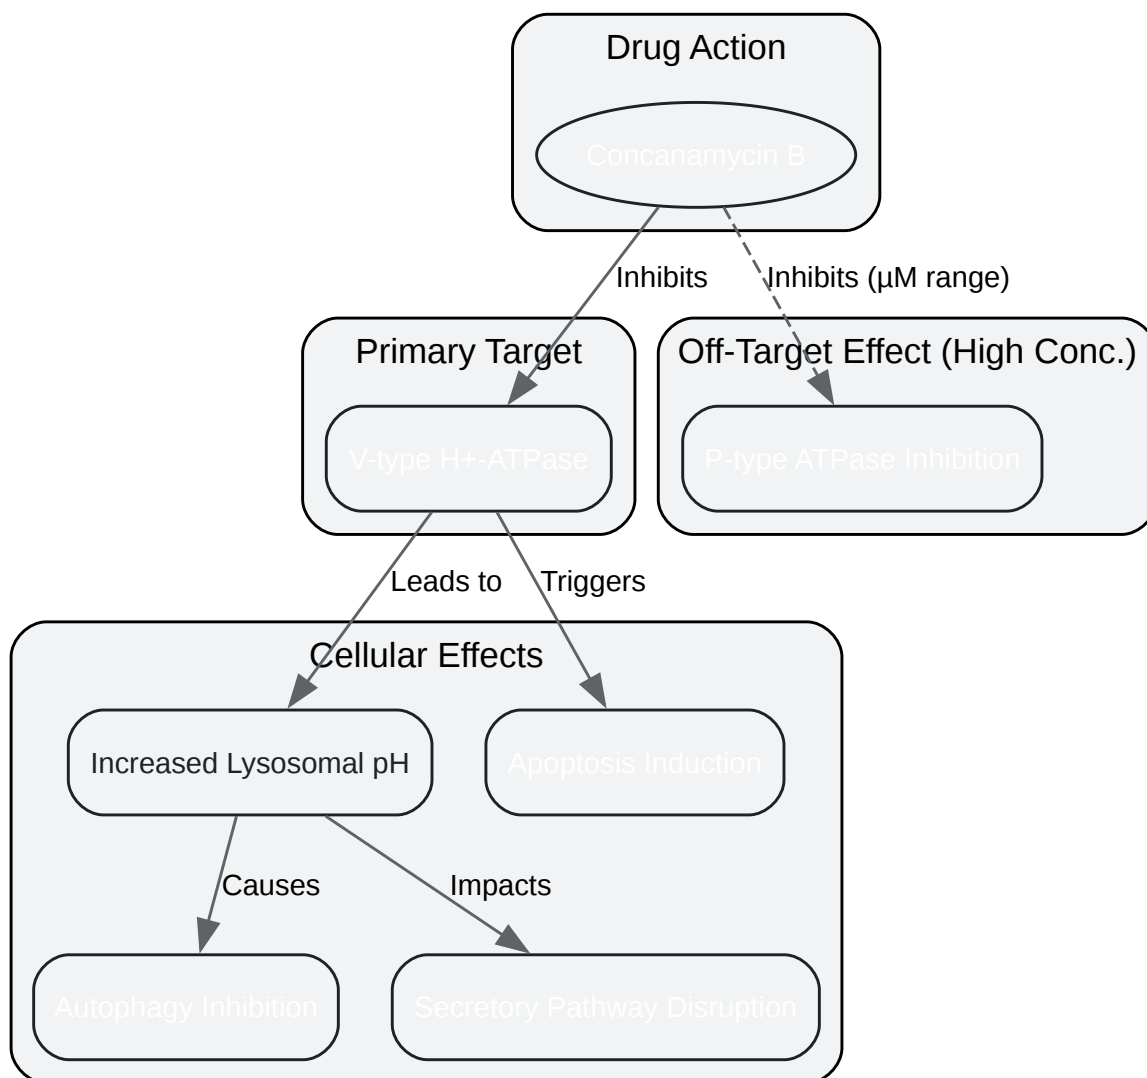 Drug Action
Concanamycin B
Inhibits
Inhibits (µM range)
Primary Target
Off-Target Effect (High Conc.)
V-type H+-ATPase
P-type ATPase Inhibition
Leads to
Triggers
Cellular Effects
Increased Lysosomal pH
Apoptosis Induction
Causes
Impacts
Autophagy Inhibition
Secretory Pathway Disruption